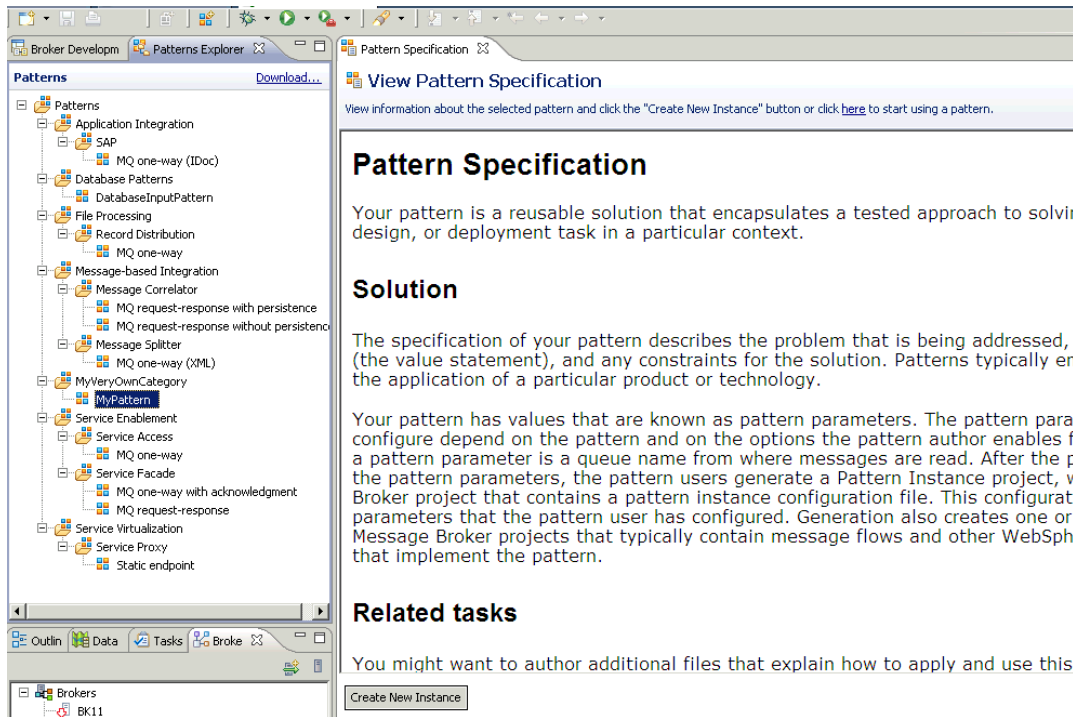 Broker Developm
Patterns Explorer
Patterns
Download...
Patterns
Application Integration
SAP
MQ one-way (IDoc)
Database Patterns
DatabaseInputPattern
File Processing
Record Distribution
MQ one-way
Message-based Integration
Message Correlator
MQ request-response with persistence
MQ request-response without persistenc
Message Splitter
MQ one-way (XML)
MyVeryOwnCategory
MyPattern
Service Enablement
Service Access
MQ one-way
Service Facade
MQ one-way with acknowledgment
MQ request-response
Service Virtualization
Service Proxy
Static endpoint
Outlin
Data
Tasks
Broke
Brokers
BK11
Pattern Specification
View Pattern Specification
View information about the selected pattern and click the "Create New Instance" button or click here to start using a pattern.
Pattern Specification
Your pattern is a reusable solution that encapsulates a tested approach to solvi
design, or deployment task in a particular context.
Solution
The specification of your pattern describes the problem that is being addressed,
(the value statement), and any constraints for the solution. Patterns typically e
the application of a particular product or technology.
Your pattern has values that are known as pattern parameters. The pattern para
configure depend on the pattern and on the options the pattern author enables f
a pattern parameter is a queue name from where messages are read. After the p
the pattern parameters, the pattern users generate a Pattern Instance project, w
Broker project that contains a pattern instance configuration file. This configurat
parameters that the pattern user has configured. Generation also creates one or
Message Broker projects that typically contain message flows and other WebSph
that implement the pattern.
Related tasks
You might want to author additional files that explain how to apply and use this
Create New Instance